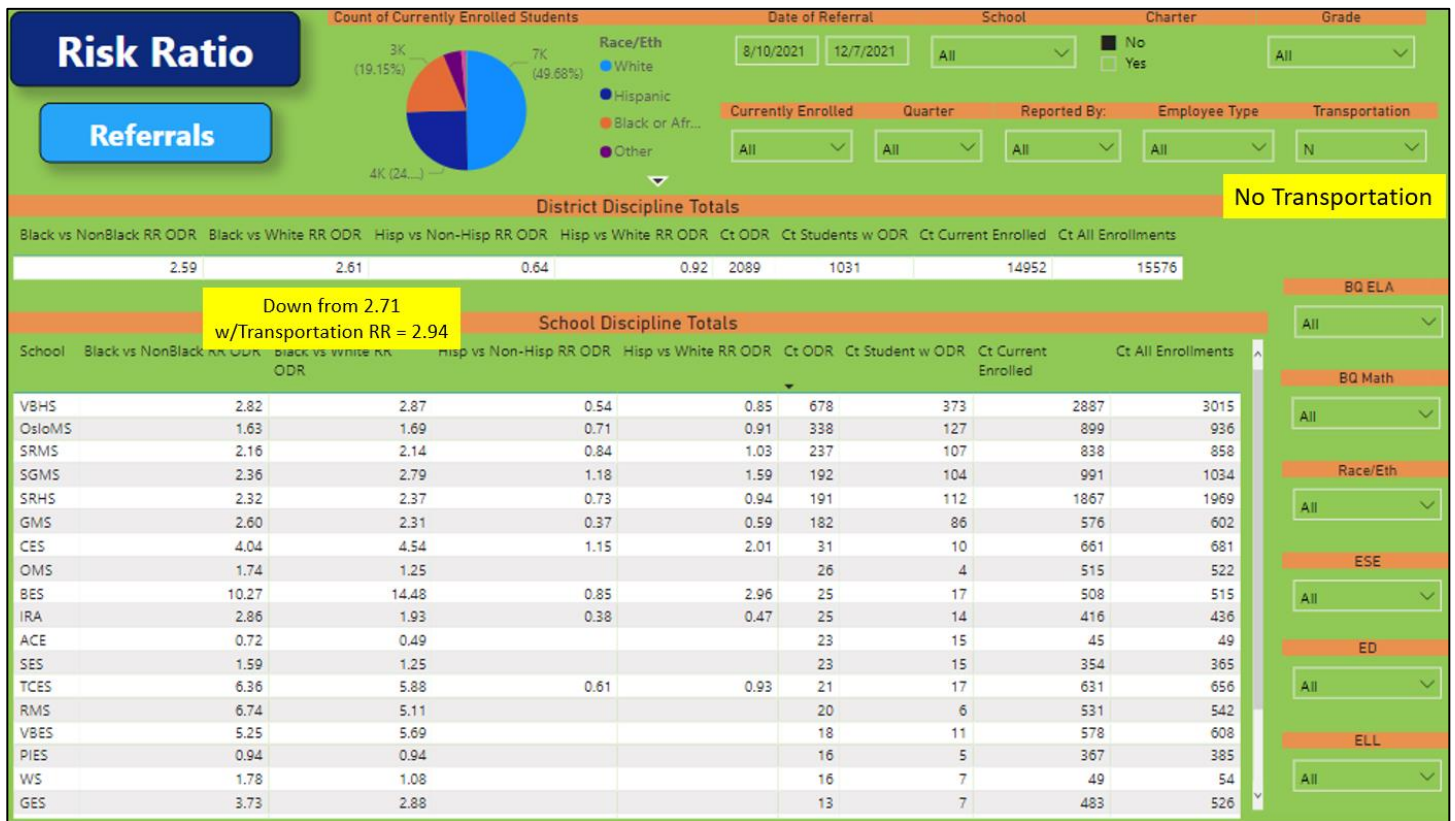 Risk Ratio
Referrals
Count of Currently Enrolled Students
3K
(19.15%)
7K
(49.68%)
4K (24....)
Race/Eth
White
Hispanic
Black or Afr...
Other
Date of Referral
8/10/2021 12/7/2021
School
All
Charter
No
Yes
Grade
All
Currently Enrolled
All
Quarter
All
Reported By:
All
Employee Type
All
Transportation
N
No Transportation
District Discipline Totals
Black vs NonBlack RR ODR Black vs White RR ODR Hisp vs Non-Hisp RR ODR Hisp vs White RR ODR Ct ODR Ct Students w ODR Ct Current Enrolled Ct All Enrollments
2.59 2.61 0.64 0.92 2089 1031 14952 15576
Down from 2.71
w/Transportation RR = 2.94
School Discipline Totals
School Black vs NonBlack RR ODR Black vs White RR Hisp vs Non-Hisp RR ODR Hisp vs White RR ODR Ct ODR Ct Student w ODR Ct Current Ct All Enrollments
ODR Enrolled
VBHS 2.82 2.87 0.54 0.85 678 373 2887 3015
OsloMS 1.63 1.69 0.71 0.91 338 127 899 936
SRMS 2.16 2.14 0.84 1.03 237 107 838 858
SGMS 2.36 2.79 1.18 1.59 192 104 991 1034
SRHS 2.32 2.37 0.73 0.94 191 112 1867 1969
GMS 2.60 2.31 0.37 0.59 182 86 576 602
CES 4.04 4.54 1.15 2.01 31 10 661 681
OMS 1.74 1.25 26 4 515 522
BES 10.27 14.48 0.85 2.96 25 17 508 515
IRA 2.86 1.93 0.38 0.47 25 14 416 436
ACE 0.72 0.49 23 15 45 49
SES 1.59 1.25 23 15 354 365
TCES 6.36 5.88 0.61 0.93 21 17 631 656
RMS 6.74 5.11 20 6 531 542
VBES 5.25 5.69 18 11 578 608
PIES 0.94 0.94 16 5 367 385
WS 1.78 1.08 16 7 49 54
GES 3.73 2.88 13 7 483 526
BQ ELA
All
BQ Math
All
Race/Eth
All
ESE
All
ED
All
ELL
All